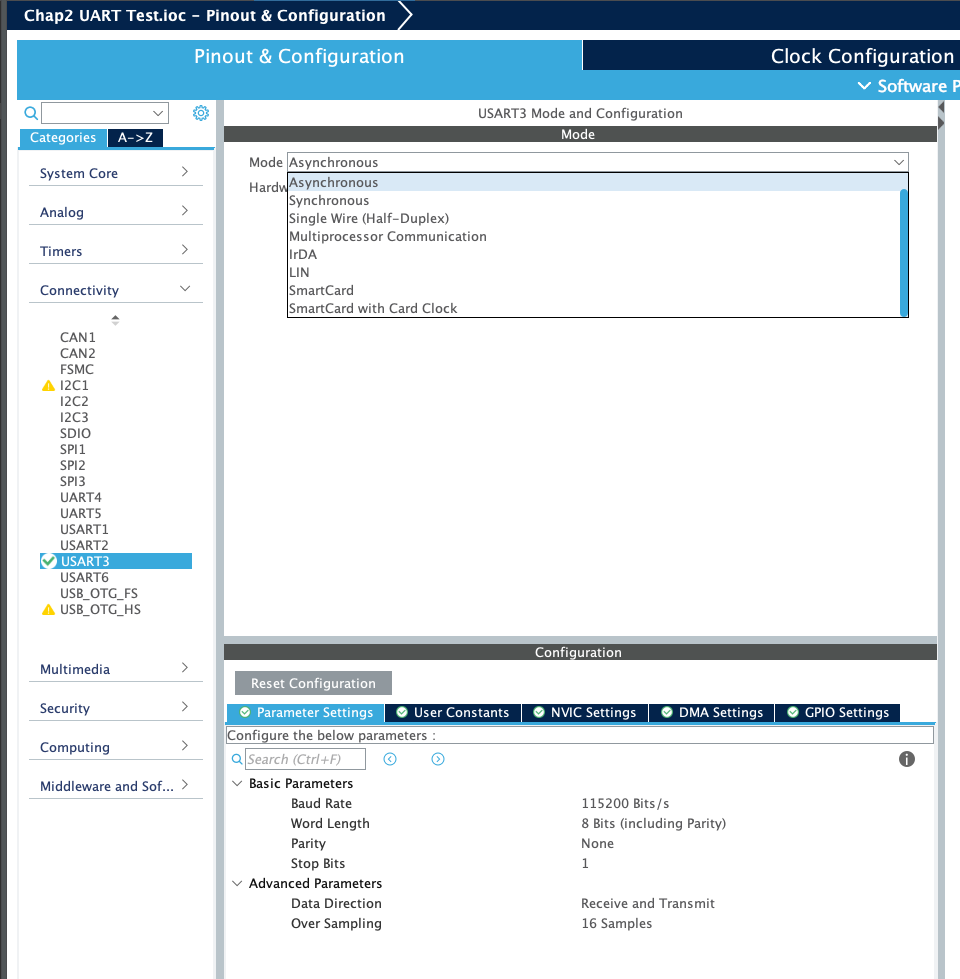 Chap2 UART Test.ioc - Pinout & Configuration
Pinout & Configuration
Clock Configuration
Software P
Categories
A->Z
System Core
Analog
Timers
Connectivity
CAN1
CAN2
FSMC
I2C1
I2C2
I2C3
SDIO
SPI1
SPI2
SPI3
UART4
UART5
USART1
USART2
USART3
USART6
USB_OTG_FS
USB_OTG_HS
Multimedia
Security
Computing
Middleware and Sof...
USART3 Mode and Configuration
Mode
Mode Asynchronous
Hardw
Asynchronous
Synchronous
Single Wire (Half-Duplex)
Multiprocessor Communication
IrDA
LIN
SmartCard
SmartCard with Card Clock
Configuration
Reset Configuration
Parameter Settings
User Constants
NVIC Settings
DMA Settings
GPIO Settings
Configure the below parameters :
Search (Ctrl+F)
Basic Parameters
Baud Rate 115200 Bits/s
Word Length 8 Bits (including Parity)
Parity None
Stop Bits 1
Advanced Parameters
Data Direction Receive and Transmit
Over Sampling 16 Samples